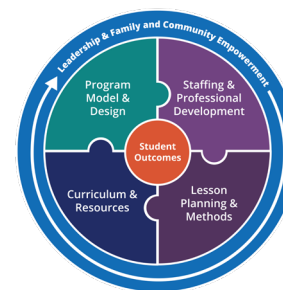 Leadership & Family and Community Empowerment
Program
Model &
Design
Staffing &
Professional
Development
Student
Outcomes
Curriculum &
Resources
Lesson
Planning &
Methods